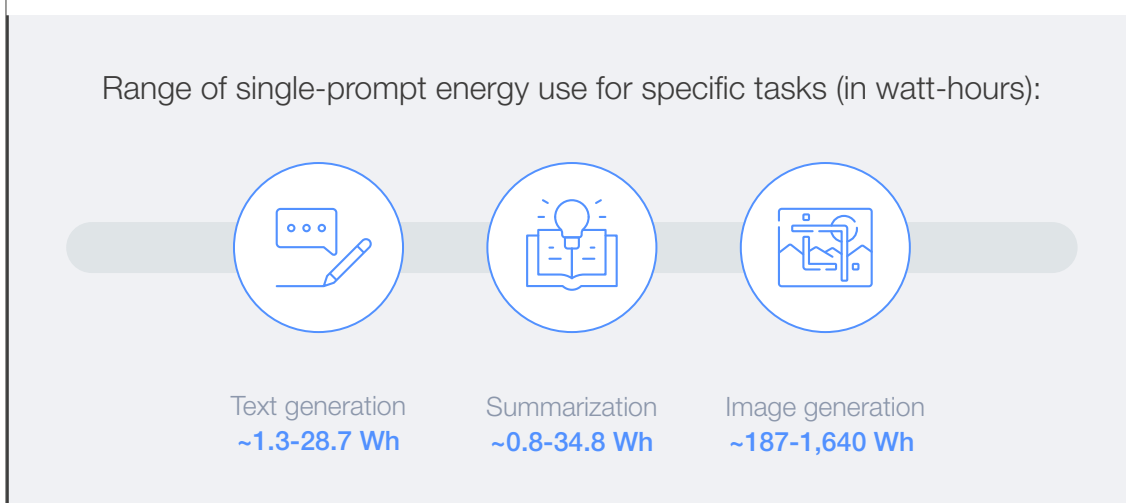 Range of single-prompt energy use for specific tasks (in watt-hours):
Text generation
~1.3-28.7 Wh
Summarization
~0.8-34.8 Wh
Image generation
~187-1,640 Wh